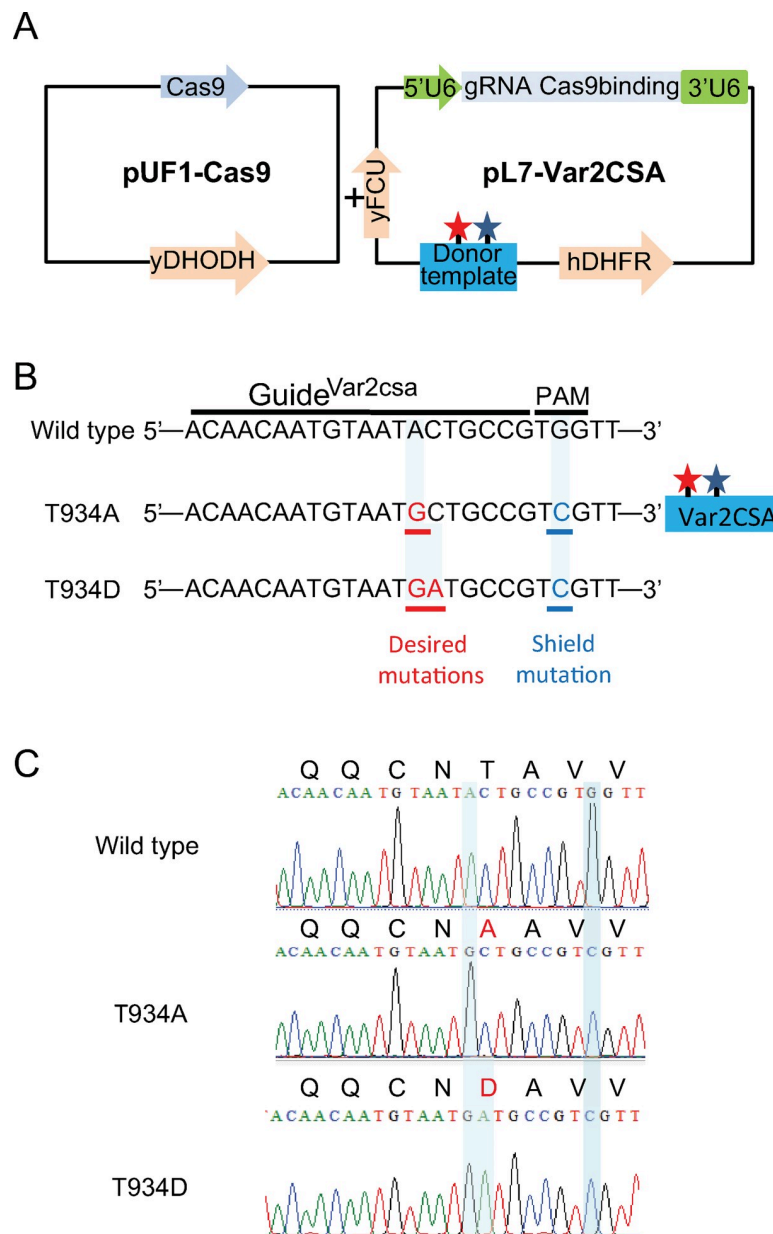 A
Cas9
pUF1-Cas9
yDHODH
+
5'U6 gRNA Cas9binding 3'U6
yFCU
pL7-Var2CSA
Donor
template
hDHFR
B
Guide Var2csa PAM
Wild type 5'—ACAACAATGTAATACTGCCGTGGTT—3'
T934A 5'—ACAACAATGTAATGCTGCCGTCGTT—3'
Var2CSA
T934D 5'—ACAACAATGTAATGATGCCGTCGTT—3'
Desired
mutations
Shield
mutation
C
Q Q C N T A V V
ACAACAATGTAATACTGCCGTGGTT
Wild type
Q Q C N A A V V
ACAACAATGTAATGCTGCCGTCGTT
T934A
Q Q C N D A V V
ACAACAATGTAATGATGCCGTCGTT
T934D